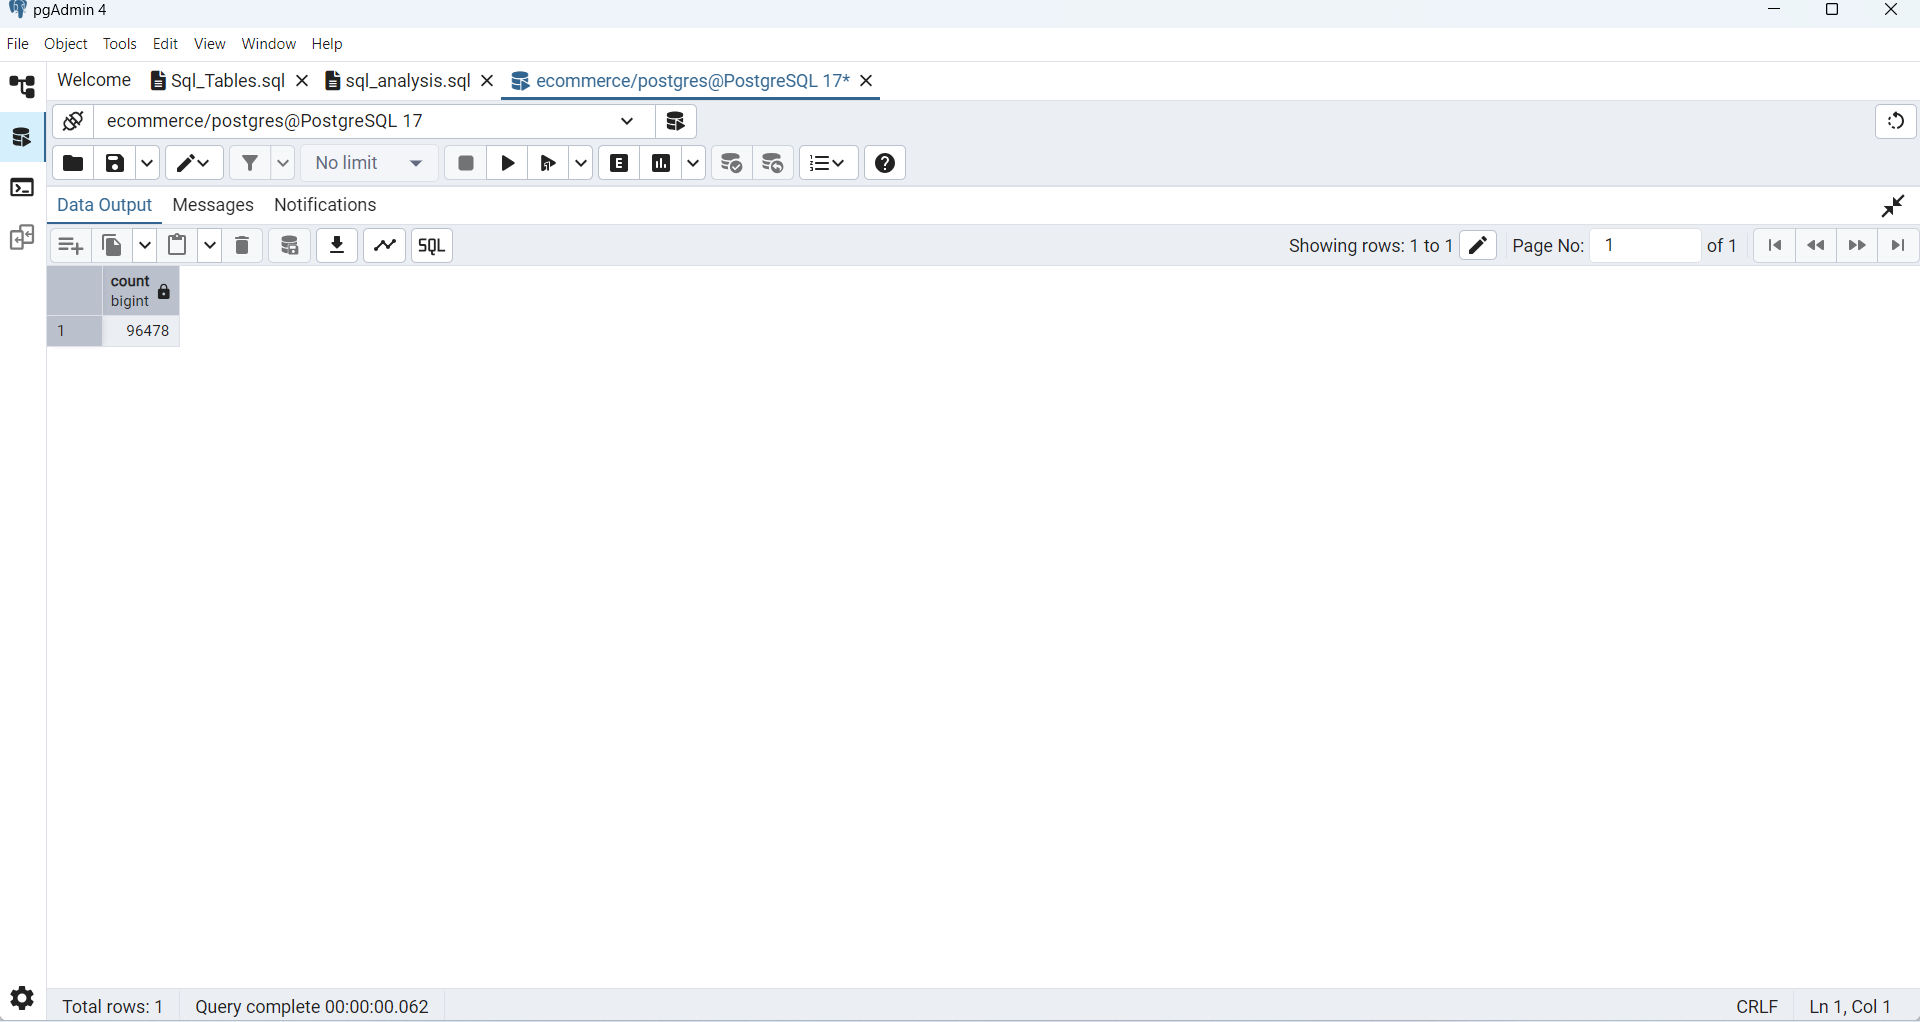 pgAdmin 4
File Object Tools Edit View Window Help
Welcome Sql_Tables.sql sql_analysis.sql ecommerce/postgres@PostgreSQL 17*
ecommerce/postgres@PostgreSQL 17
No limit E
Data Output Messages Notifications
SQL Showing rows: 1 to 1 Page No: 1 of 1
count
bigint
1 96478
Total rows: 1 Query complete 00:00:00.062 CRLF Ln 1, Col 1